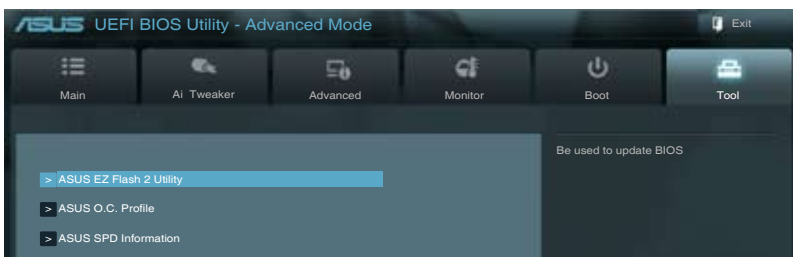 ASUS UEFI BIOS Utility - Advanced Mode
Exit
Main
Ai Tweaker
Advanced
Monitor
Boot
Tool
Be used to update BIOS
> ASUS EZ Flash 2 Utility
> ASUS O.C. Profile
> ASUS SPD Information